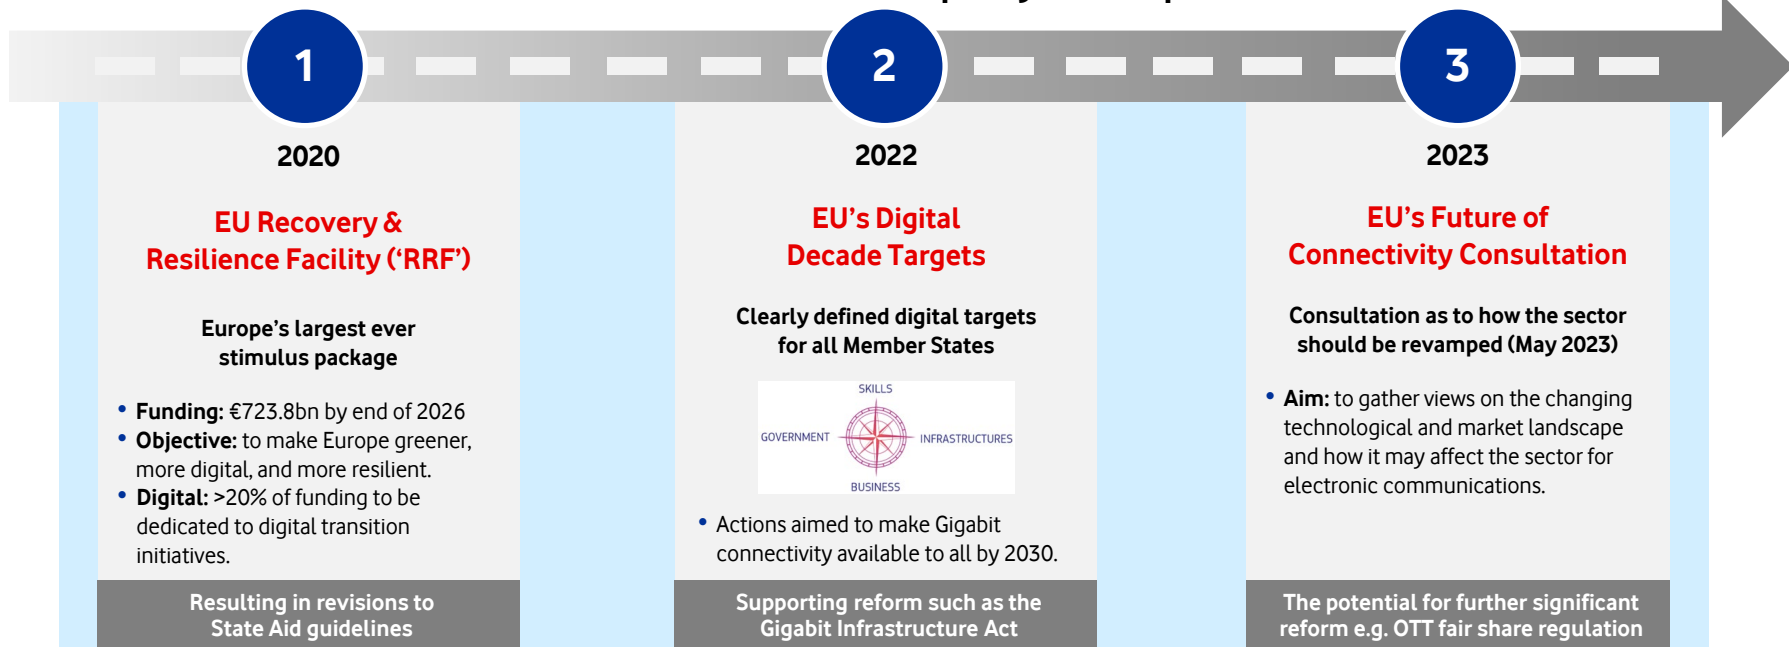 1
2020
EU Recovery &
Resilience Facility (‘RRF’)
Europe’s largest ever
stimulus package
• Funding: €723.8bn by end of 2026
• Objective: to make Europe greener,
more digital, and more resilient.
• Digital: >20% of funding to be
dedicated to digital transition
initiatives.
Resulting in revisions to
State Aid guidelines
2
2022
EU’s Digital
Decade Targets
Clearly defined digital targets
for all Member States
SKILLS
GOVERNMENT
INFRASTRUCTURES
BUSINESS
• Actions aimed to make Gigabit
connectivity available to all by 2030.
Supporting reform such as the
Gigabit Infrastructure Act
3
2023
EU’s Future of
Connectivity Consultation
Consultation as to how the sector
should be revamped (May 2023)
• Aim: to gather views on the changing
technological and market landscape
and how it may affect the sector for
electronic communications.
The potential for further significant
reform e.g. OTT fair share regulation